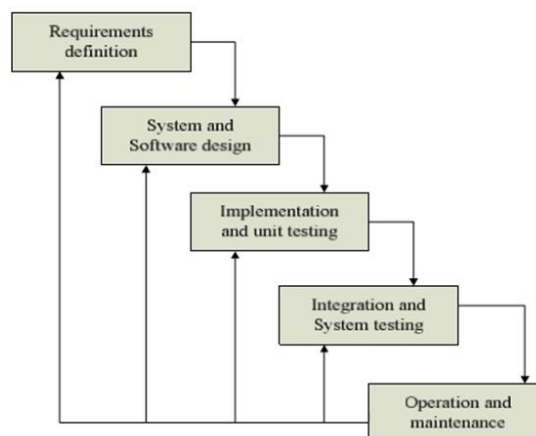 Requirements
definition
System and
Software design
Implementation
and unit testing
Integration and
System testing
Operation and
maintenance